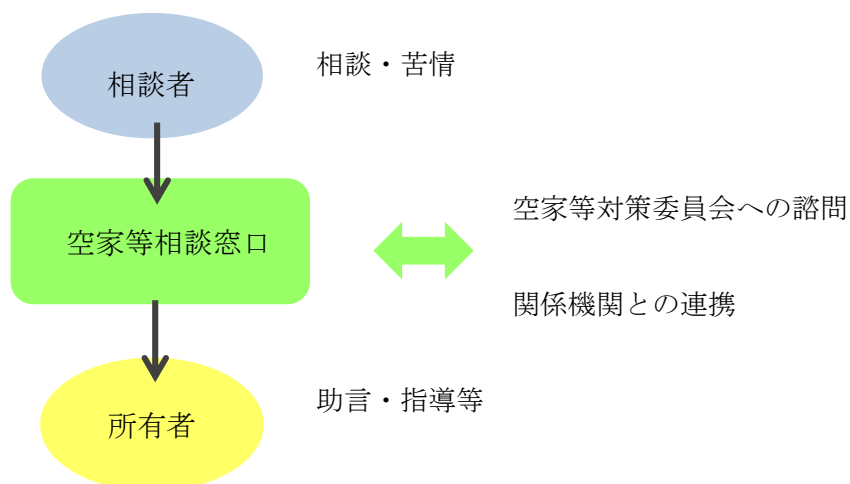 相談者
相談・苦情
空家等相談窓口
空家等対策委員会への諮問
関係機関との連携
所有者
助言・指導等